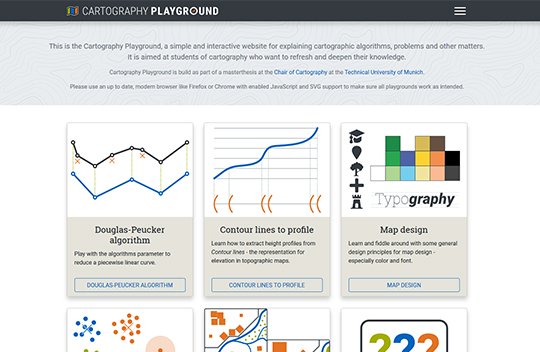 CARTOGRAPHY PLAYGROUND
This is the Cartography Playground, a simple and interactive website for explaining cartographic algorithms, problems and other matters.
It is aimed at students of cartography who want to refresh and deepen their knowledge.
Cartography Playground is build as part of a masterthesis at the Chair of Cartography at the Technical University of Munich.
Please use an up to date, modern browser like Firefox or Chrome with enabled JavaScript and SVG support to make sure all playgrounds work as intended.
Typography
Douglas-Peucker
algorithm
Play with the algorithms parameter to
reduce a piecewise linear curve.
DOUGLAS-PEUCKER ALGORITHM
Contour lines to profile
Learn how to extract height profiles from
Contour lines - the representation for
elevation in topographic maps.
CONTOUR LINES TO PROFILE
Map design
Learn and fiddle around with some general
design principles for map design -
especially color and font.
MAP DESIGN
???